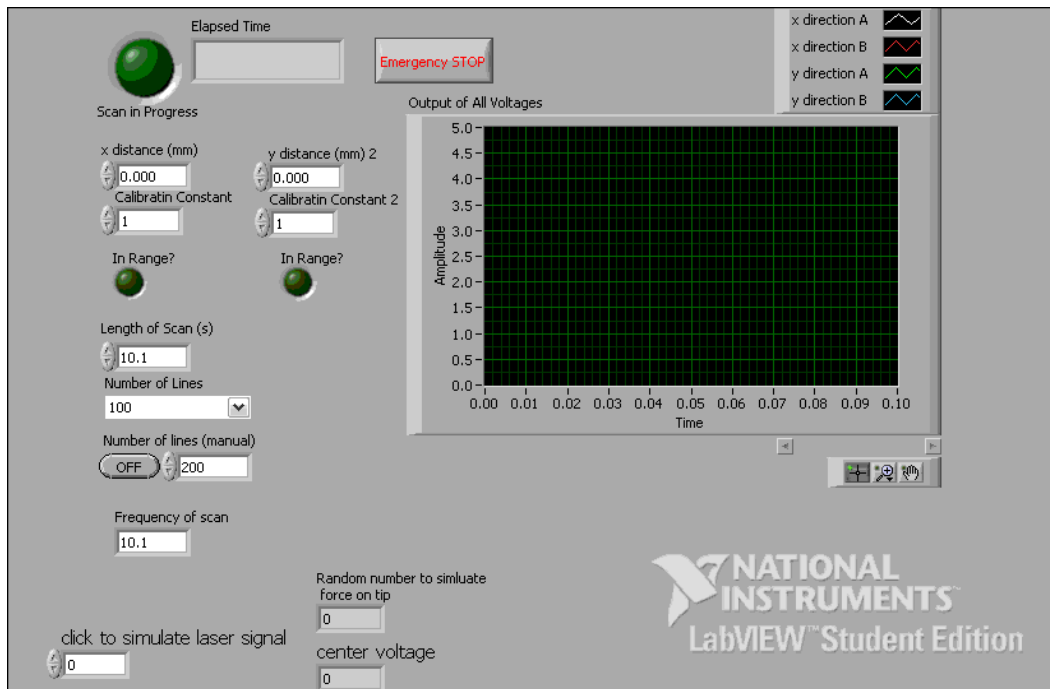 Elapsed Time
Emergency STOP
Scan in Progress
x direction A
x direction B
y direction A
y direction B
Output of All Voltages
x distance (mm)
0.000
Calibratin Constant
1
In Range?
y distance (mm) 2
0.000
Calibratin Constant 2
1
In Range?
Length of Scan (s)
10.1
Number of Lines
100
Number of lines (manual)
OFF
200
Frequency of scan
10.1
Amplitude
5.0
4.5
4.0
3.5
3.0
2.5
2.0
1.5
1.0
0.5
0.0
0.00 0.01 0.02 0.03 0.04 0.05 0.06 0.07 0.08 0.09 0.10
Time
Random number to simluate
force on tip
0
click to simulate laser signal
0
center voltage
0
NATIONAL
INSTRUMENTS™
LabVIEW™ Student Edition